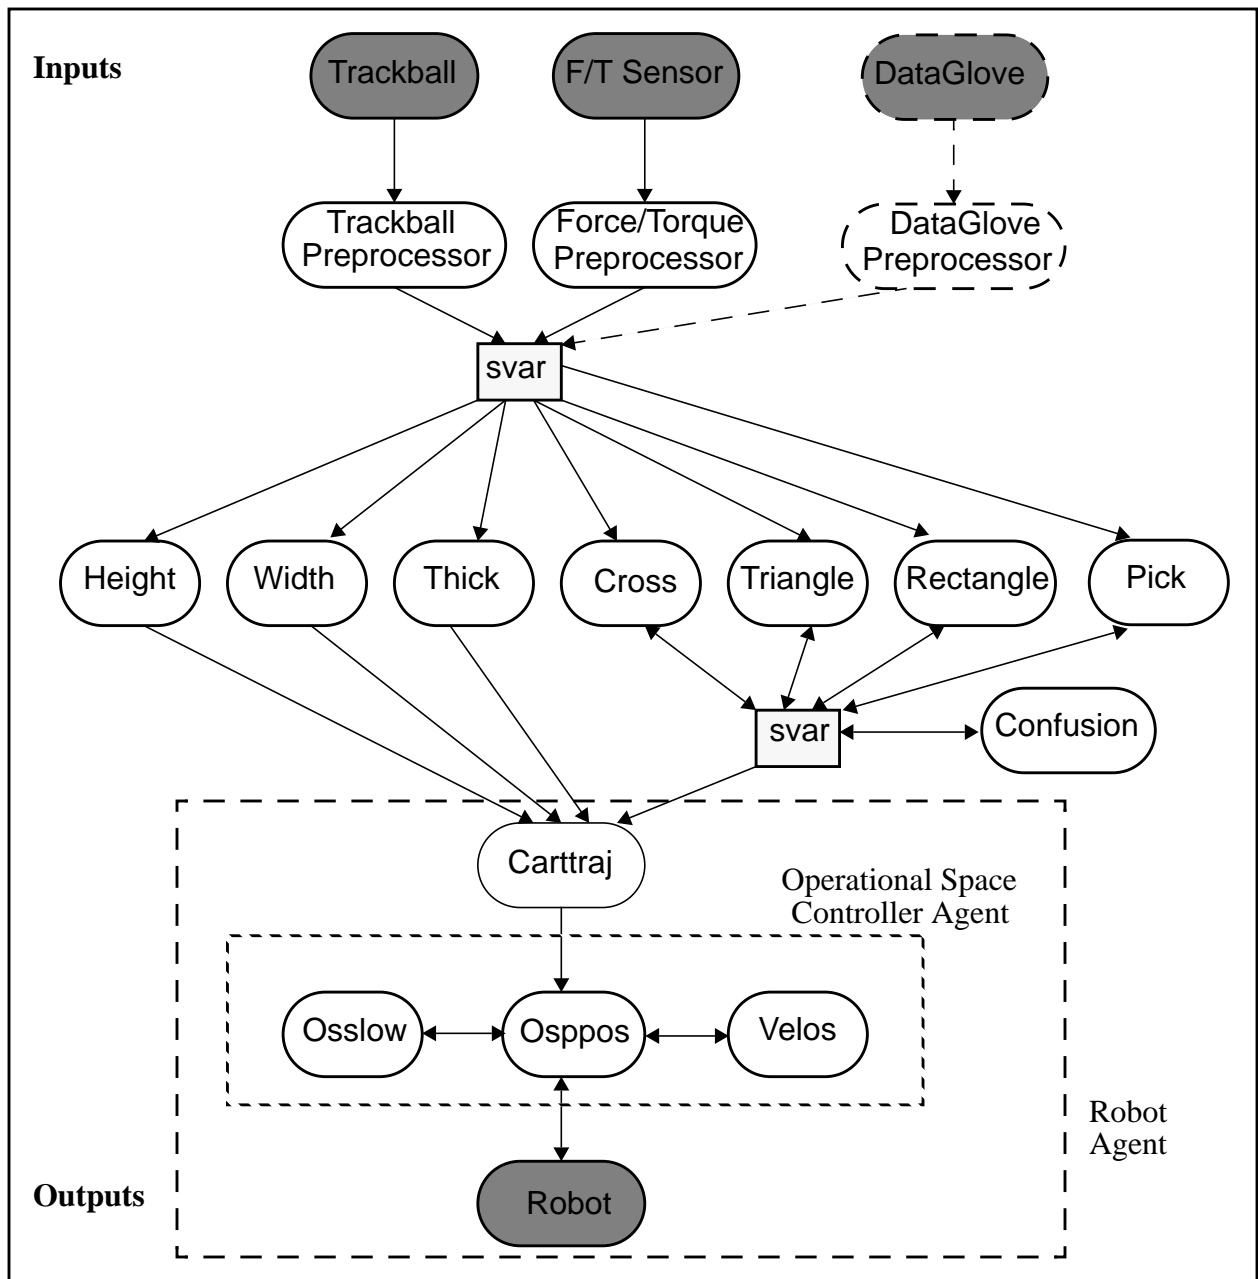 Inputs
Trackball
F/T Sensor
DataGlove
Trackball
Preprocessor
Force/Torque
Preprocessor
DataGlove
Preprocessor
svar
Height
Width
Thick
Cross
Triangle
Rectangle
Pick
svar
Confusion
Carttraj
Operational Space
Controller Agent
Osslow
Osppos
Velos
Robot
Agent
Outputs
Robot